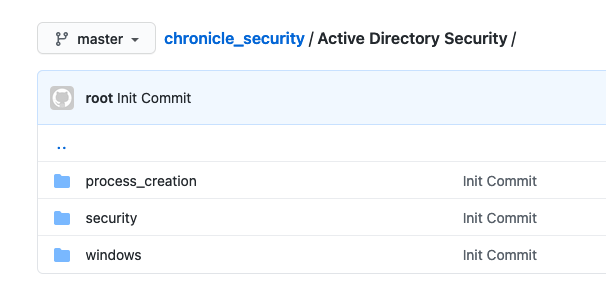 master chronicle_security / Active Directory Security /
root Init Commit
..
process_creation Init Commit
security Init Commit
windows Init Commit